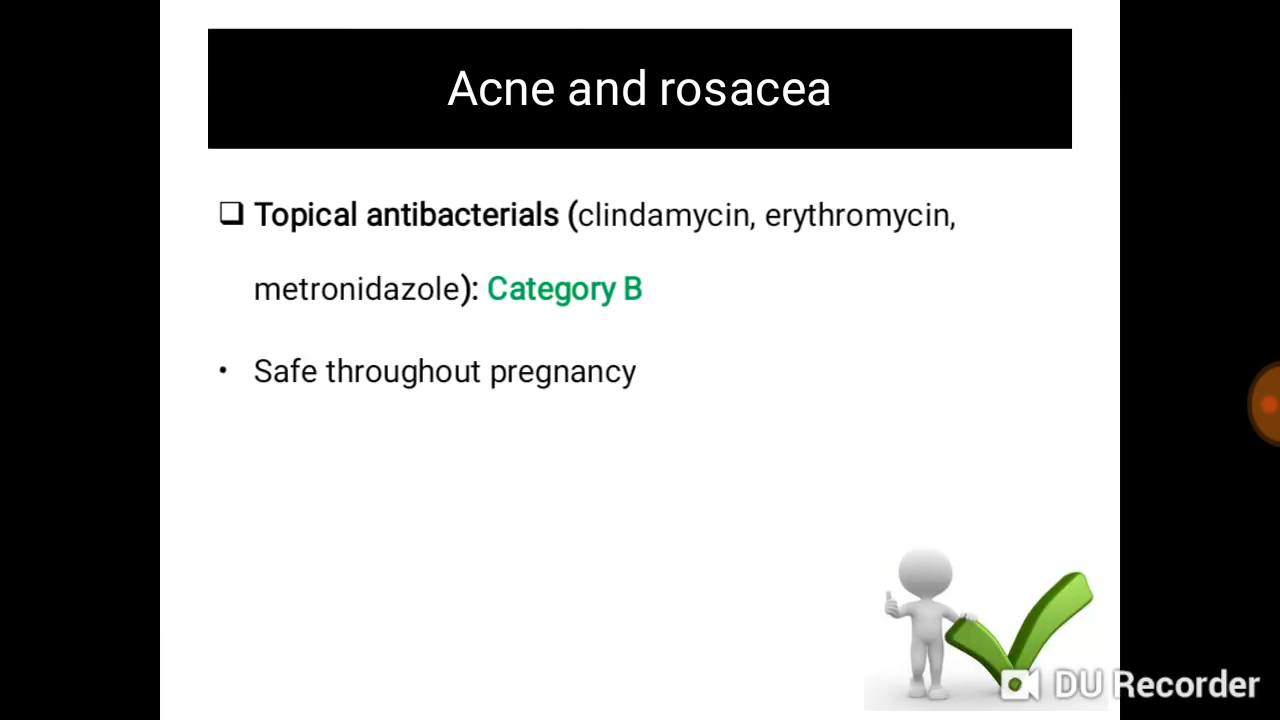 Acne and rosacea
❑ Topical antibacterials (clindamycin, erythromycin,
metronidazole): Category B
• Safe throughout pregnancy
DU Recorder